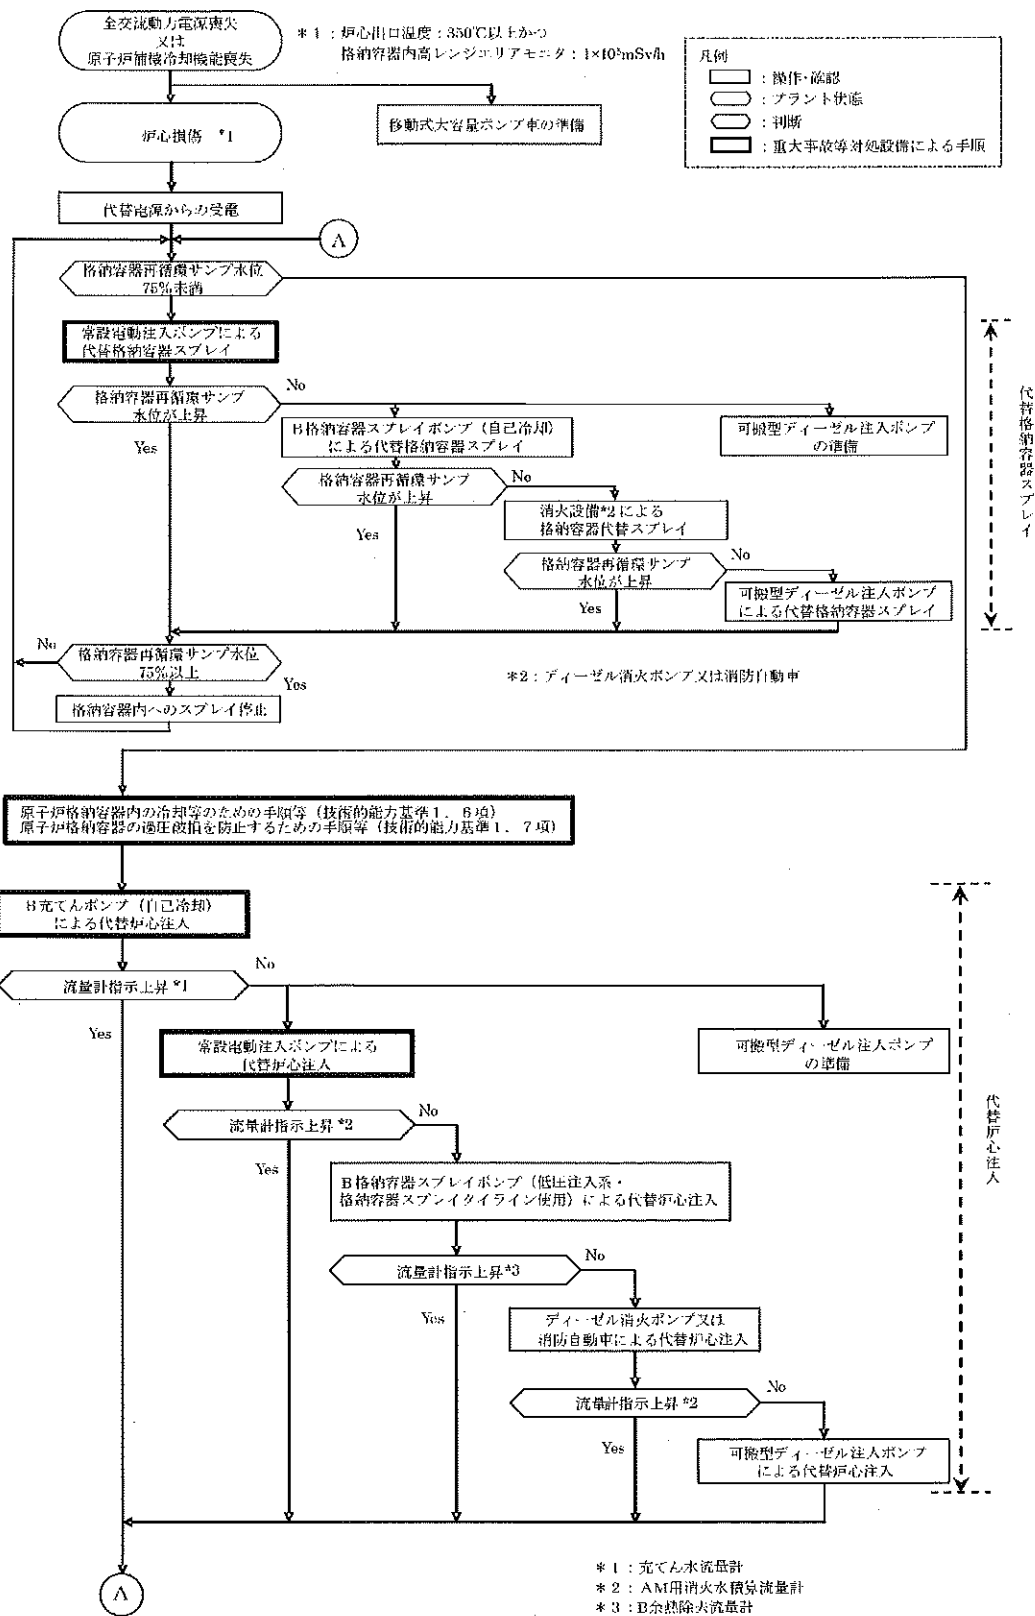 全交流動力電源喪失
又は
原子炉補機冷却機能喪失
*1:炉心出口温度:350℃以上かつ
格納容器内高レンジエリアモニタ:1×10⁵mSv/h
凡例
:操作・確認
:プラント状態
:判断
:重大事故等対処設備による手順
炉心損傷 *1
移動式大容量ポンプ車の準備
代替電源からの受電
A
格納容器再循環サンプ水位
75%未満
常設電動注入ポンプによる
代替格納容器スプレイ
格納容器再循環サンプ
水位が上昇
No
Yes
B格納容器スプレイポンプ(自己冷却)
による代替格納容器スプレイ
可搬型ディーゼル注入ポンプ
の準備
格納容器再循環サンプ
水位が上昇
No
Yes
消火設備*2による
格納容器代替スプレイ
格納容器再循環サンプ
水位が上昇
No
Yes
可搬型ディーゼル注入ポンプ
による代替格納容器スプレイ
代替格納容器スプレイ
No
格納容器再循環サンプ水位
75%以上
Yes
*2:ディーゼル消火ポンプ又は消防自動車
格納容器内へのスプレイ停止
原子炉格納容器内の冷却等のための手順等(技術的能力基準1.6項)
原子炉格納容器の過圧破損を防止するための手順等(技術的能力基準1.7項)
B充てんポンプ(自己冷却)
による代替炉心注入
流量計指示上昇*1
No
Yes
常設電動注入ポンプによる
代替炉心注入
可搬型ディーゼル注入ポンプ
の準備
流量計指示上昇*2
No
Yes
B格納容器スプレイポンプ(低圧注入系・
格納容器スプレイタイライン使用)による代替炉心注入
流量計指示上昇*3
No
Yes
ディーゼル消火ポンプ又は
消防自動車による代替炉心注入
流量計指示上昇*2
No
Yes
可搬型ディーゼル注入ポンプ
による代替炉心注入
代替炉心注入
A
*1:充てん水流量計
*2:AM用消火水積算流量計
*3:B余熱除去流量計